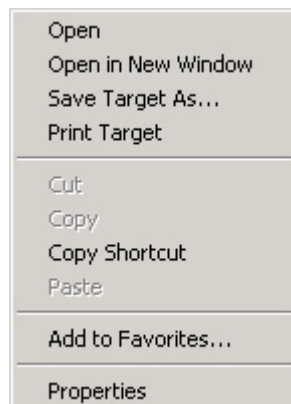 Open
Open in New Window
Save Target As...
Print Target
Cut
Copy
Copy Shortcut
Paste
Add to Favorites...
Properties